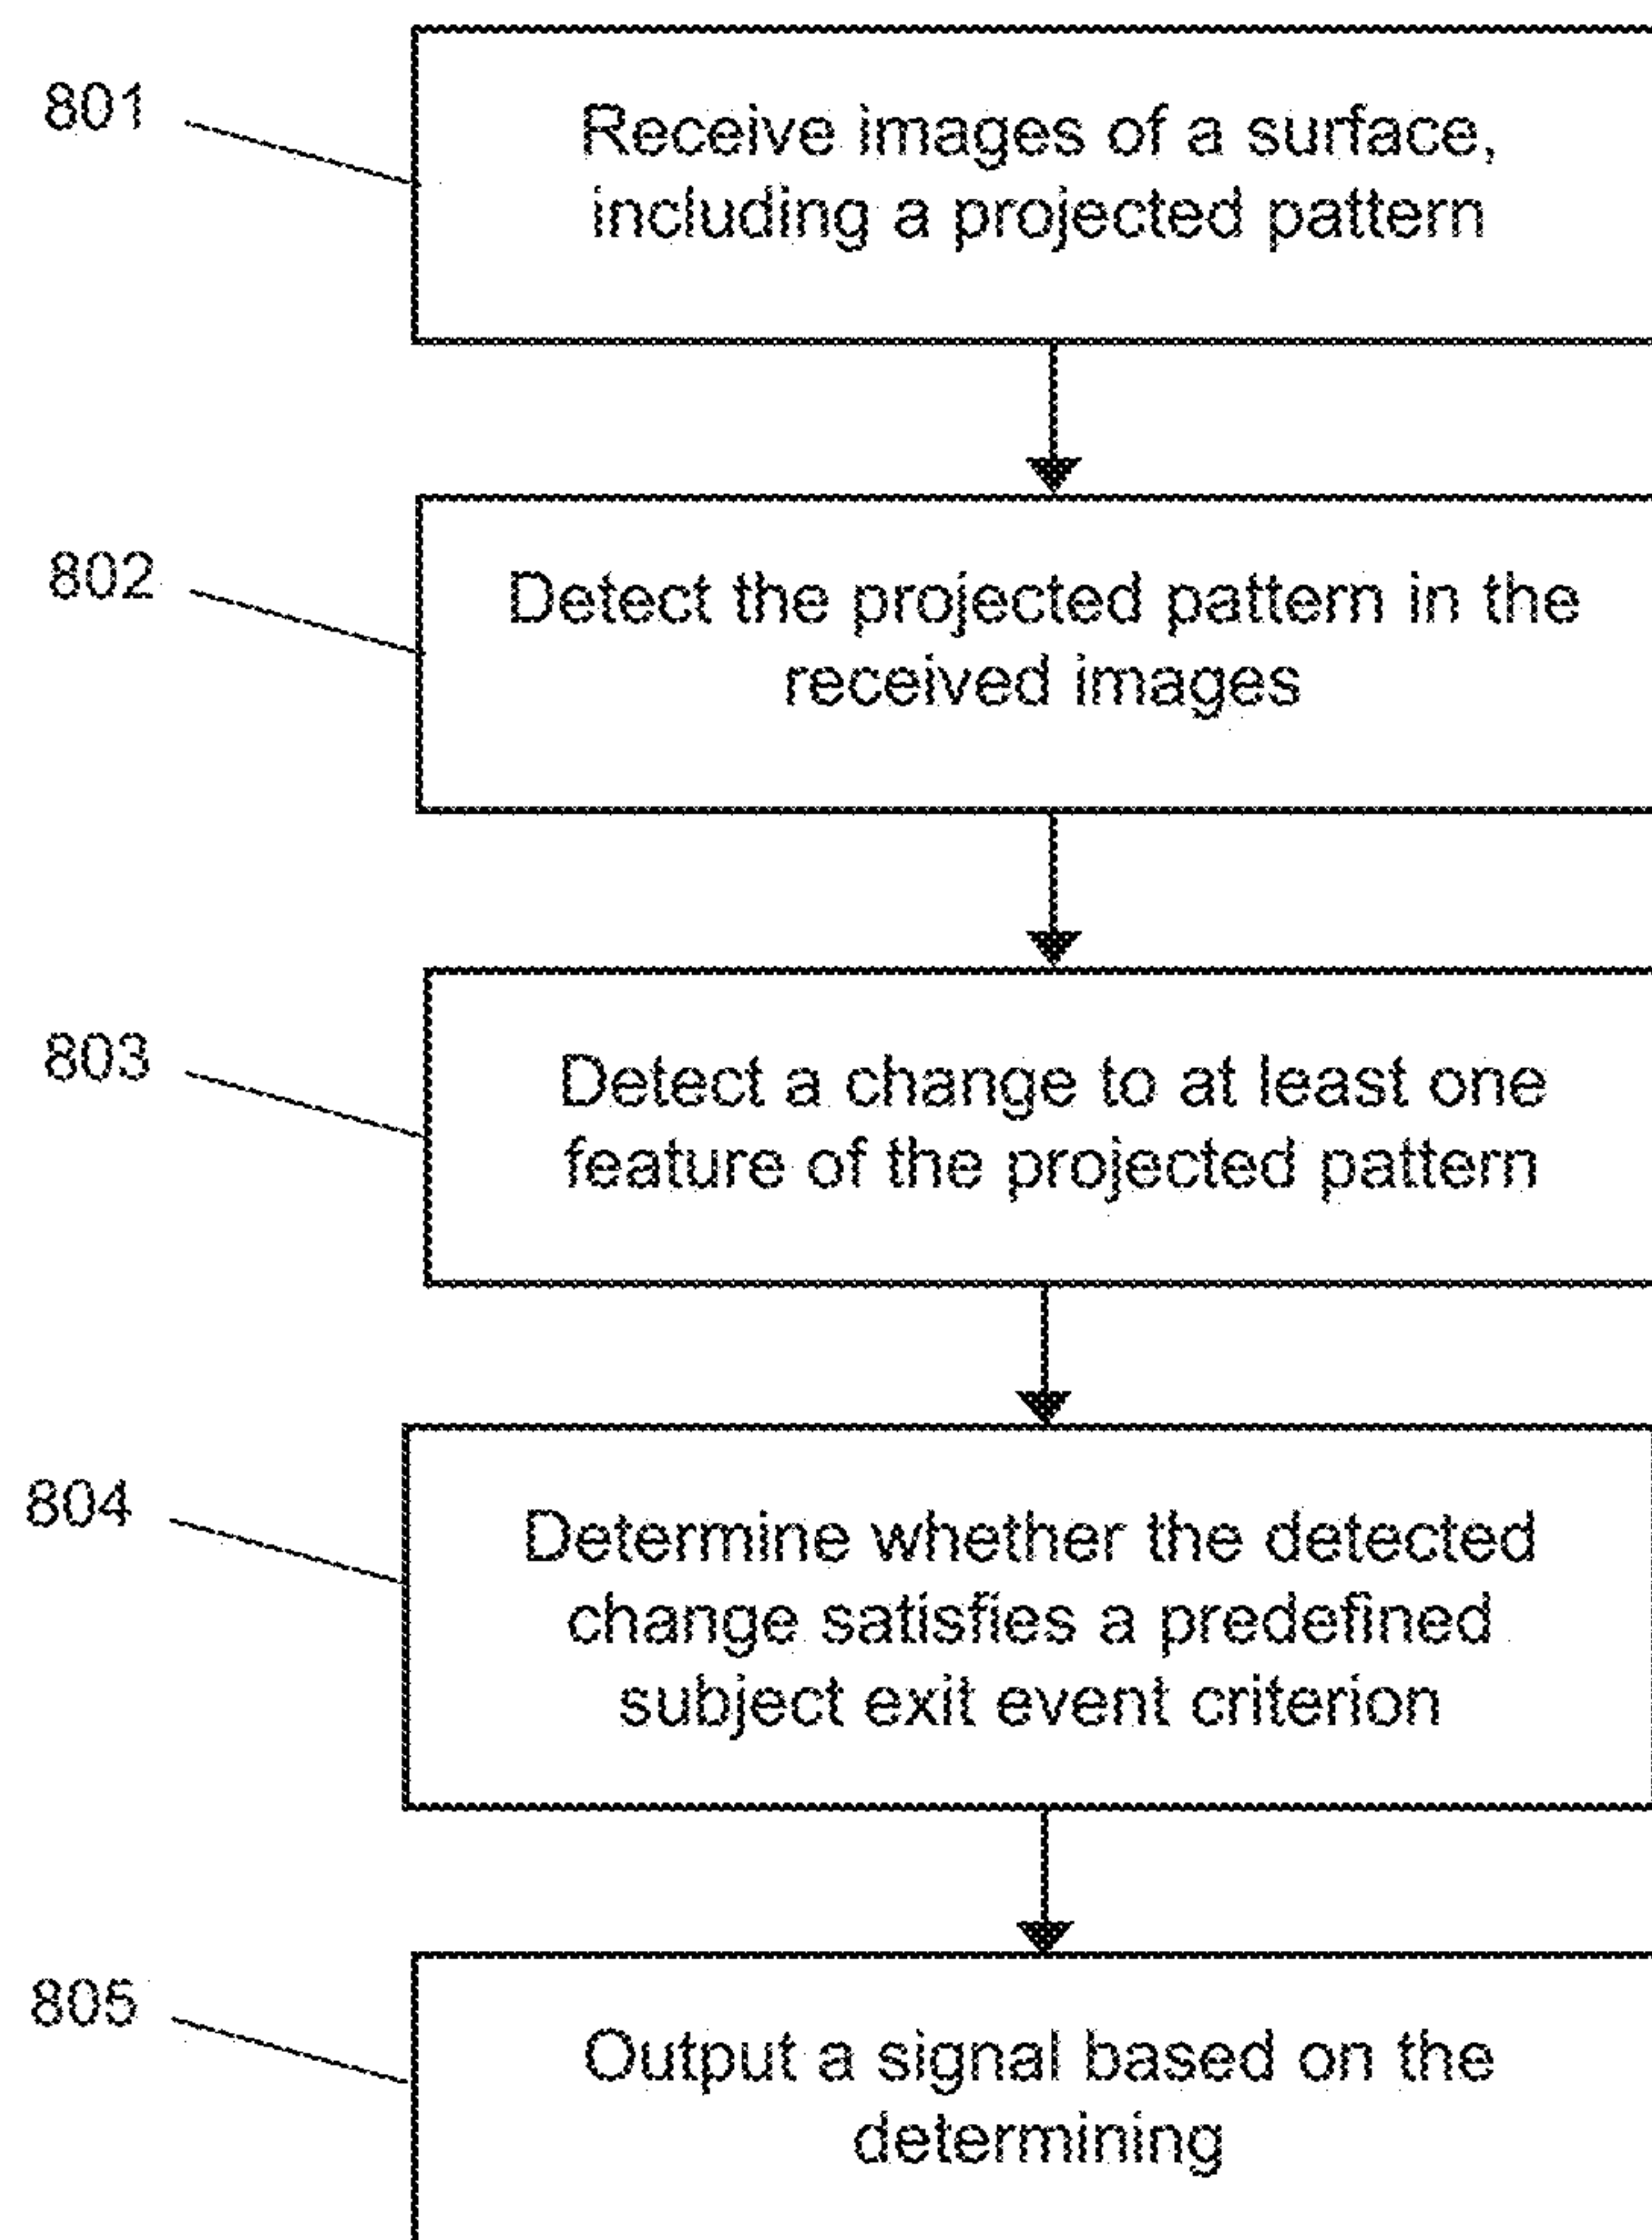 801
Receive images of a surface,
including a projected pattern
802
Detect the projected pattern in the
received images
803
Detect a change to at least one
feature of the projected pattern
804
Determine whether the detected
change satisfies a predefined
subject exit event criterion
805
Output a signal based on the
determining